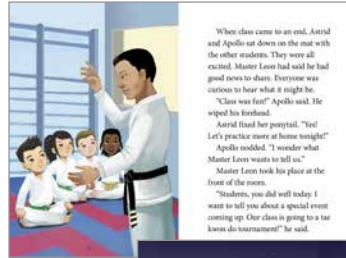 When class came to an end, Astrid
and Apollo sat down on the mat with
the other students. They were all
excited. Master Leon had said he had
good news to share. Everyone was
curious to hear what it might be.
"Class was fun!" Apollo said. He
wiped his forehead.
Astrid fixed her ponytail. "Yes!
Let's practice more at home tonight!"
Apollo nodded. "I wonder what
Master Leon wants to tell us."
Master Leon took his place at the
front of the room.
"Students, you did well today. I
want to tell you about a special event
coming up. Our class is going to a tae
kwon do tournament!" he said.